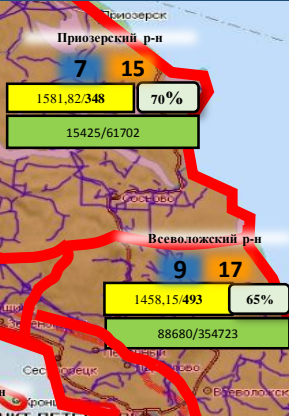 Приозерск
Приозерский р-н
7 15
1581,82/348 70%
15425/61702
Сосново
Всеволожский р-н
9 17
1458,15/493 65%
88680/354723
Всеволожск